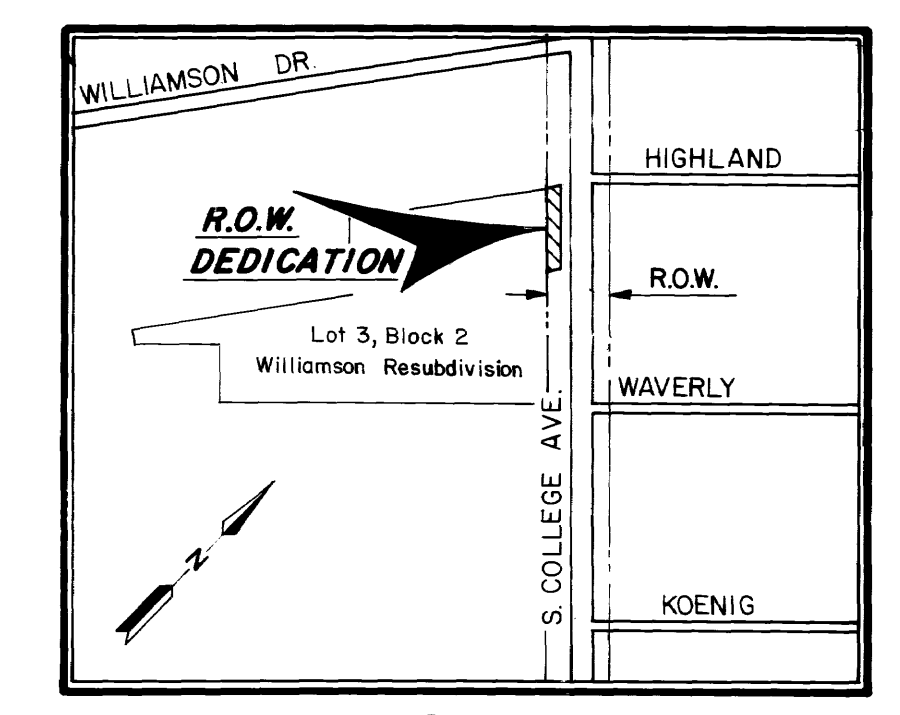 WILLIAMSON DR.
HIGHLAND
R.O.W.
DEDICATION
R.O.W.
Lot 3, Block 2
Williamson Resubdivision
WAVERLY
S. COLLEGE AVE.
N
KOENIG